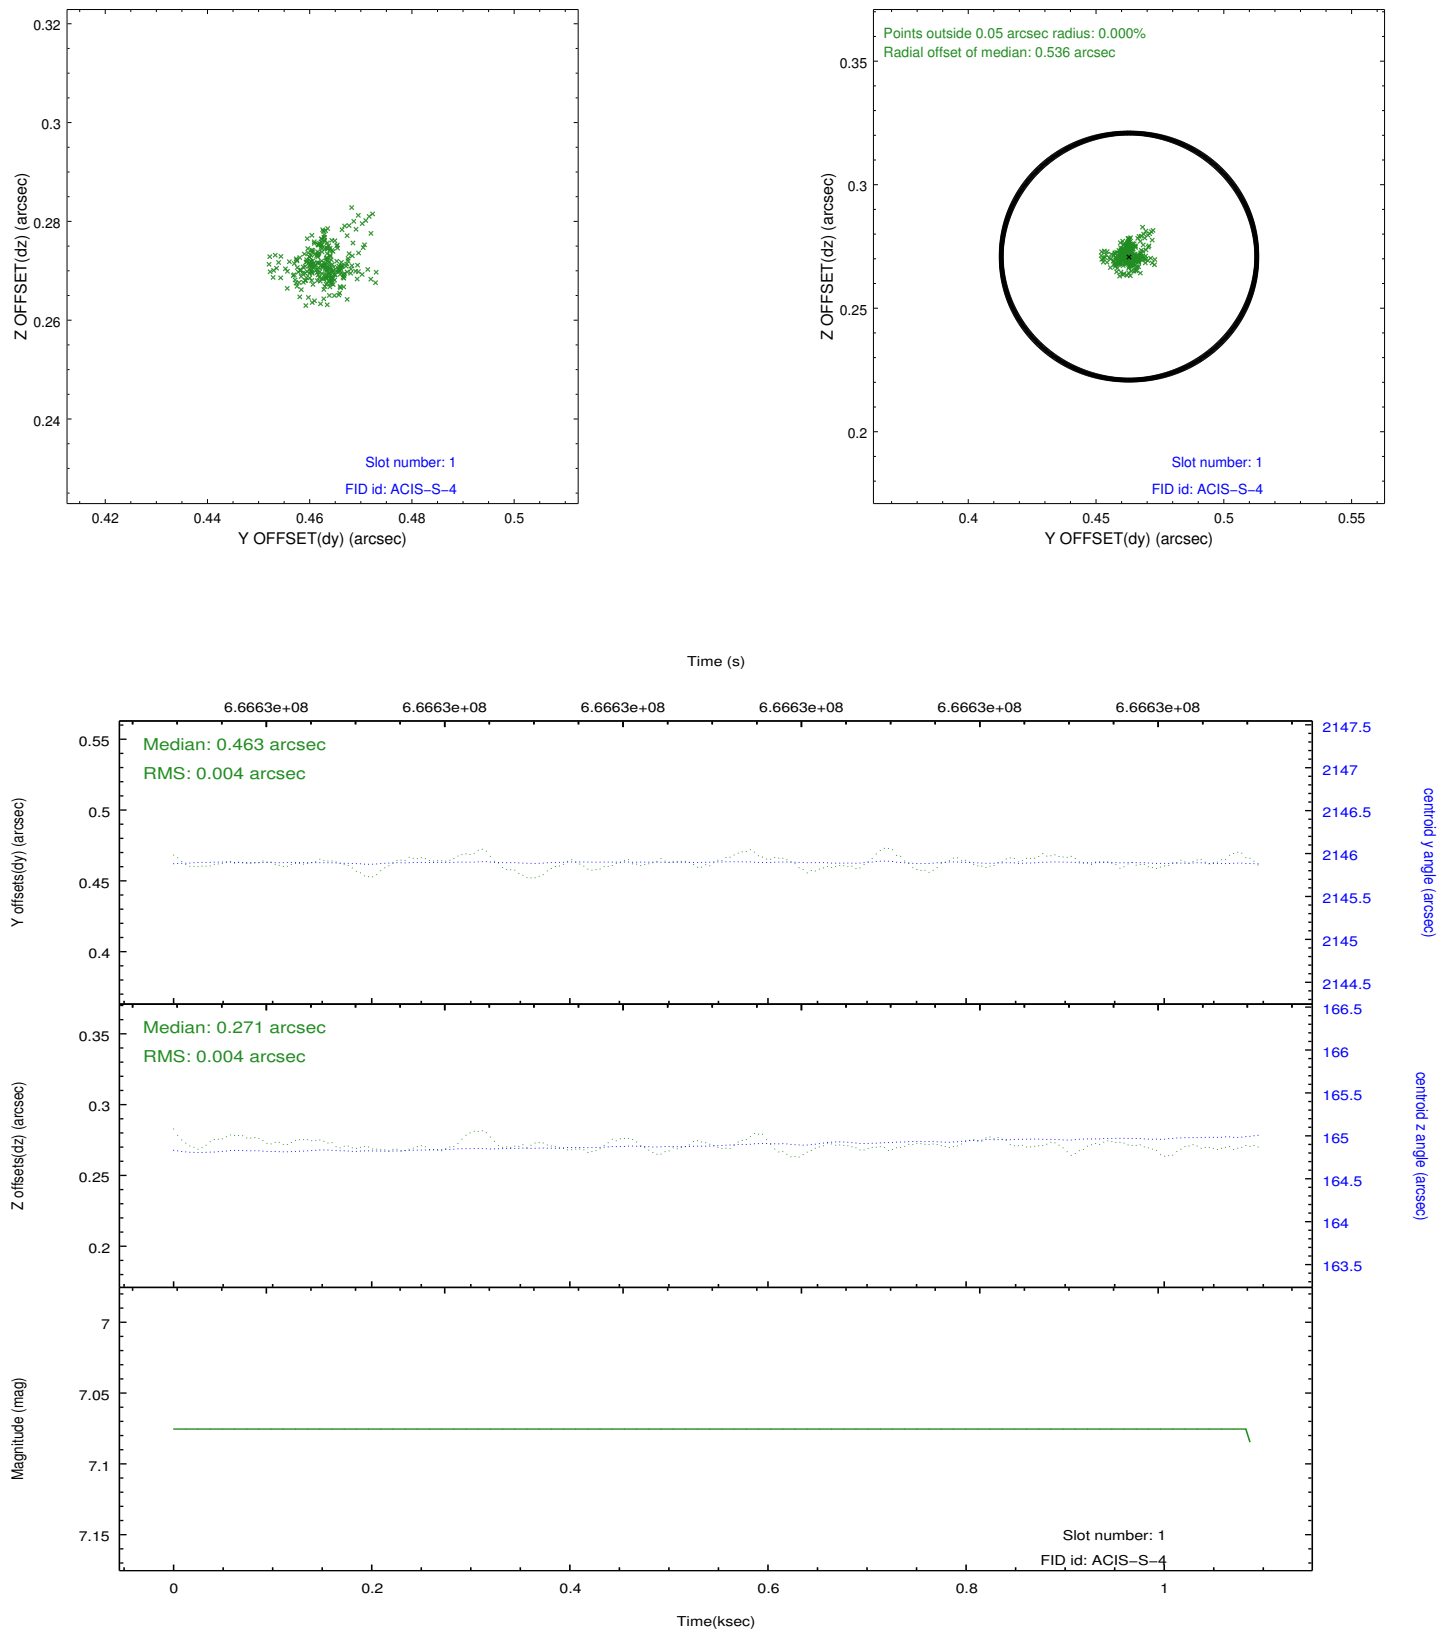 0.32
0.3
0.28
0.26
0.24
Z OFFSET(dz) (arcsec)
Slot number: 1
FID id: ACIS−S−4
0.42 0.44 0.46 0.48 0.5
Y OFFSET(dy) (arcsec)
Points outside 0.05 arcsec radius: 0.000%
Radial offset of median: 0.536 arcsec
0.35
0.3
0.25
0.2
Z OFFSET(dz) (arcsec)
Slot number: 1
FID id: ACIS−S−4
0.4 0.45 0.5 0.55
Y OFFSET(dy) (arcsec)
Time (s)
6.6663e+08 6.6663e+08 6.6663e+08 6.6663e+08 6.6663e+08 6.6663e+08
Median: 0.463 arcsec
RMS: 0.004 arcsec
0.55
0.5
0.45
0.4
Y offsets(dy) (arcsec)
2147.5
2147
2146.5
2146
2145.5
2145
2144.5
centroid y angle (arcsec)
Median: 0.271 arcsec
RMS: 0.004 arcsec
0.35
0.3
0.25
0.2
Z offsets(dz) (arcsec)
166.5
166
165.5
165
164.5
164
163.5
centroid z angle (arcsec)
7
7.05
7.1
7.15
Magnitude (mag)
Slot number: 1
FID id: ACIS−S−4
0 0.2 0.4 0.6 0.8 1
Time(ksec)